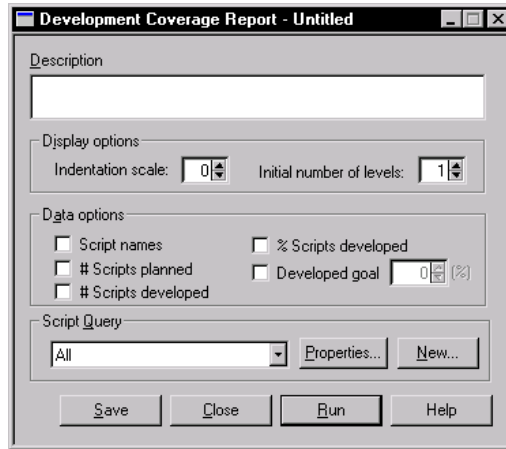 Development Coverage Report - Untitled
Description
Display options
Indentation scale: 0 Initial number of levels: 1
Data options
Script names % Scripts developed
# Scripts planned Developed goal 0 (%)
# Scripts developed
Script Query
All Properties... New...
Save Close Run Help